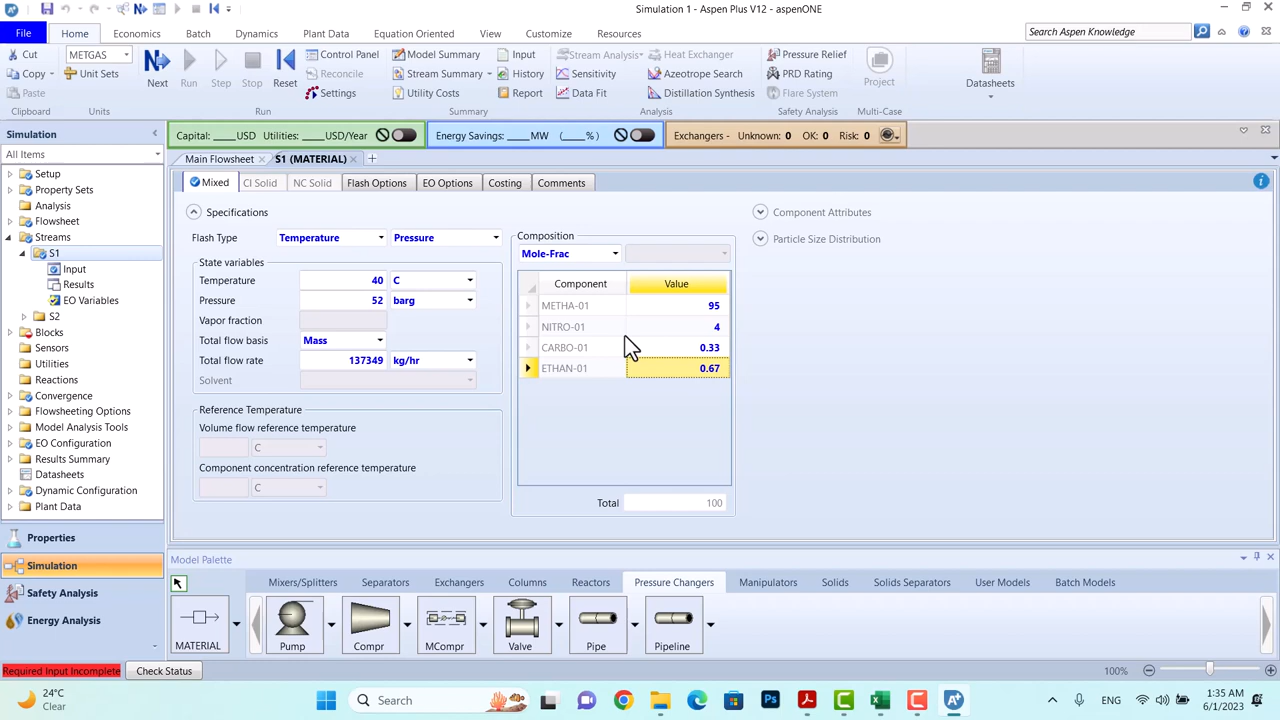 Simulation 1 - Aspen Plus V12 - aspenONE
File Home Economics Batch Dynamics Plant Data Equation Oriented View Customize Resources Search Aspen Knowledge
Cut METGAS Control Panel Model Summary Input Stream Analysis Heat Exchanger Pressure Relief
Copy Unit Sets Next Run Step Stop Reset Reconcile Stream Summary History Sensitivity Azeotrope Search PRD Rating Project Datasheets
Paste Settings Utility Costs Report Data Fit Distillation Synthesis Flare System
Clipboard Units Run Summary Analysis Safety Analysis Multi-Case
Simulation Capital: ____USD Utilities: ____USD/Year Energy Savings: ____MW (____%) Exchangers - Unknown: 0 OK: 0 Risk: 0
All Items Main Flowsheet S1 (MATERIAL) +
Setup
Property Sets
Analysis
Flowsheet
Streams
S1
Input
Results
EO Variables
S2
Blocks
Sensors
Utilities
Reactions
Convergence
Flowsheeting Options
Model Analysis Tools
EO Configuration
Results Summary
Datasheets
Dynamic Configuration
Plant Data
Properties
Simulation
Safety Analysis
Energy Analysis
Mixed CI Solid NC Solid Flash Options EO Options Costing Comments
Specifications
Flash Type Temperature Pressure
State variables
Temperature 40 C
Pressure 52 barg
Vapor fraction
Total flow basis Mass
Total flow rate 137349 kg/hr
Solvent
Reference Temperature
Volume flow reference temperature
C
Component concentration reference temperature
C
Composition
Mole-Frac
Component Value
METHA-01 95
NITRO-01 4
CARBO-01 0.33
ETHAN-01 0.67
Total 100
Component Attributes
Particle Size Distribution
Model Palette
Mixers/Splitters Separators Exchangers Columns Reactors Pressure Changers Manipulators Solids Solids Separators User Models Batch Models
MATERIAL Pump Compr MCompr Valve Pipe Pipeline
Required Input Incomplete Check Status 100%
24°C
Clear
Search
ENG
1:35 AM
6/1/2023